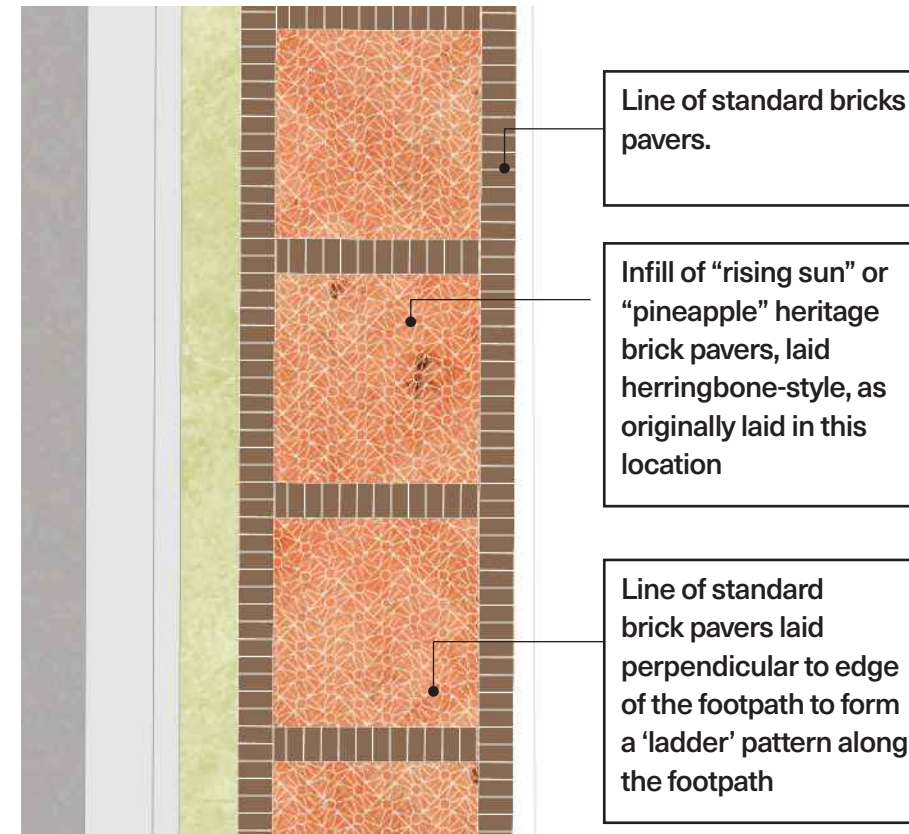 Line of standard bricks
pavers.
Infill of “rising sun” or
“pineapple” heritage
brick pavers, laid
herringbone-style, as
originally laid in this
location
Line of standard
brick pavers laid
perpendicular to edge
of the footpath to form
a ‘ladder’ pattern along
the footpath